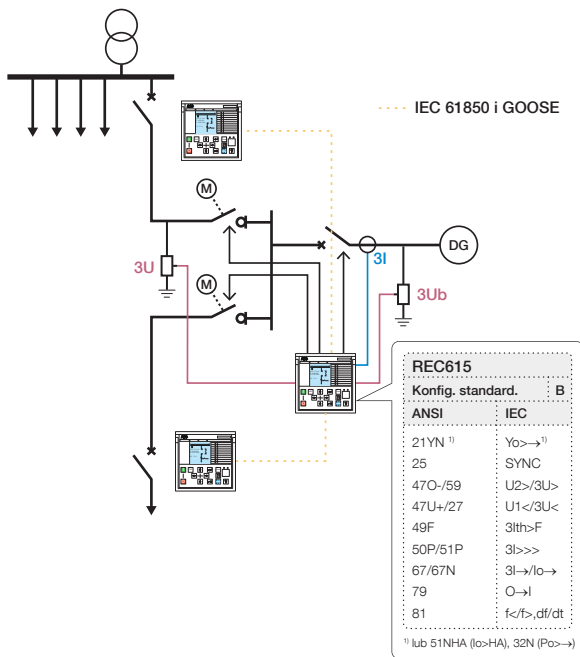 IEC 61850 i GOOSE
M
3I
DG
3U
M
3Ub
REC615
Konfig. standard. B
ANSI IEC
21YN ¹⁾ Yo>→¹⁾
25 SYNC
47O-/59 U2>/3U>
47U+/27 U1</3U<
49F 3Ith>F
50P/51P 3I>>>
67/67N 3I→/Io→
79 O→I
81 f</f>,df/dt
¹⁾ lub 51NHA (Io>HA), 32N (Po>→)